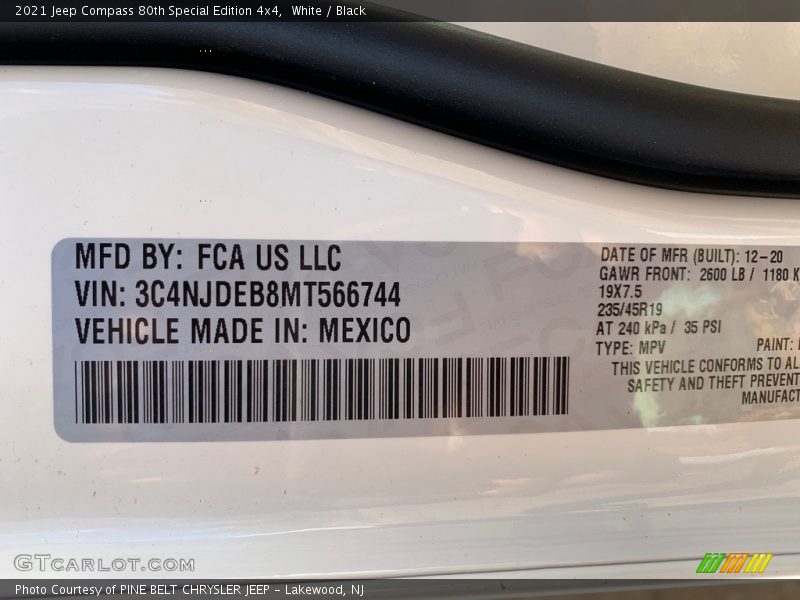 2021 Jeep Compass 80th Special Edition 4x4, White / Black
MFD BY: FCA US LLC
VIN: 3C4NJDEB8MT566744
VEHICLE MADE IN: MEXICO
DATE OF MFR (BUILT): 12-20
GAWR FRONT: 2600 LB / 1180 K
19X7.5
235/45R19
AT 240 kPa / 35 PSI
TYPE: MPV PAINT:
THIS VEHICLE CONFORMS TO AL
SAFETY AND THEFT PREVENT
MANUFACT
GTCARLOT.COM
Photo Courtesy of PINE BELT CHRYSLER JEEP - Lakewood, NJ